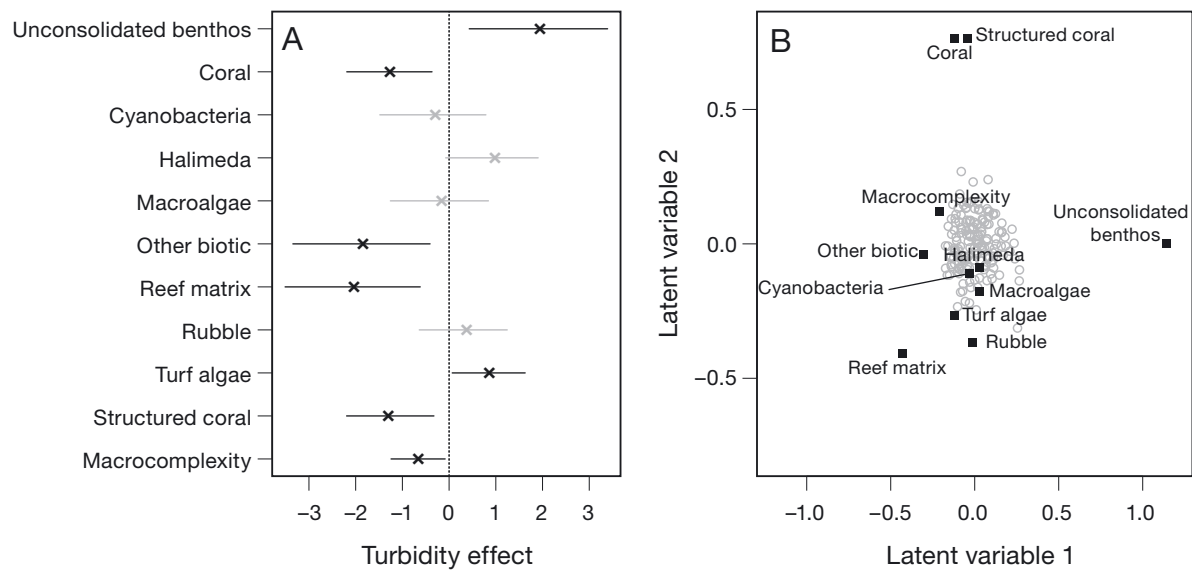 A
Unconsolidated benthos
Coral
Cyanobacteria
Halimeda
Macroalgae
Other biotic
Reef matrix
Rubble
Turf algae
Structured coral
Macrocomplexity
−3 −2 −1 0 1 2 3
Turbidity effect
B
Latent variable 2
0.5
0.0
−0.5
Structured coral
Coral
Macrocomplexity
Unconsolidated
benthos
Other biotic
Halimeda
Cyanobacteria
Macroalgae
Turf algae
Rubble
Reef matrix
−1.0 −0.5 0.0 0.5 1.0
Latent variable 1